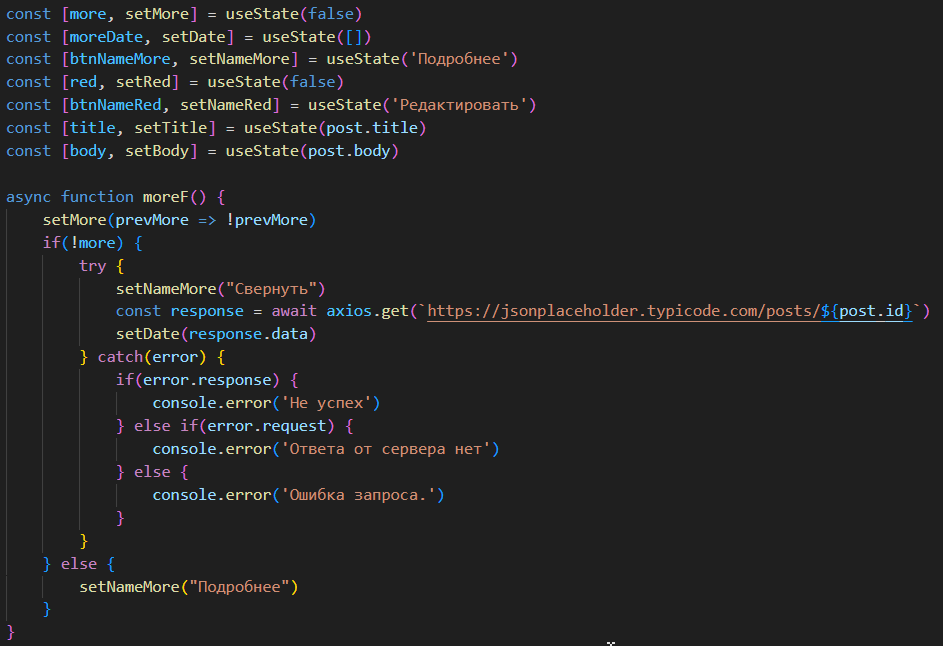 const [more, setMore] = useState(false)
const [moreDate, setDate] = useState([])
const [btnNameMore, setNameMore] = useState('Подробнее')
const [red, setRed] = useState(false)
const [btnNameRed, setNameRed] = useState('Редактировать')
const [title, setTitle] = useState(post.title)
const [body, setBody] = useState(post.body)

async function moreF() {
    setMore(prevMore => !prevMore)
    if(!more) {
        try {
            setNameMore("Свернуть")
            const response = await axios.get(`https://jsonplaceholder.typicode.com/posts/${post.id}`)
            setDate(response.data)
        } catch(error) {
            if(error.response) {
                console.error('Не успех')
            } else if(error.request) {
                console.error('Ответа от сервера нет')
            } else {
                console.error('Ошибка запроса.')
            }
        }
    } else {
        setNameMore("Подробнее")
    }
}